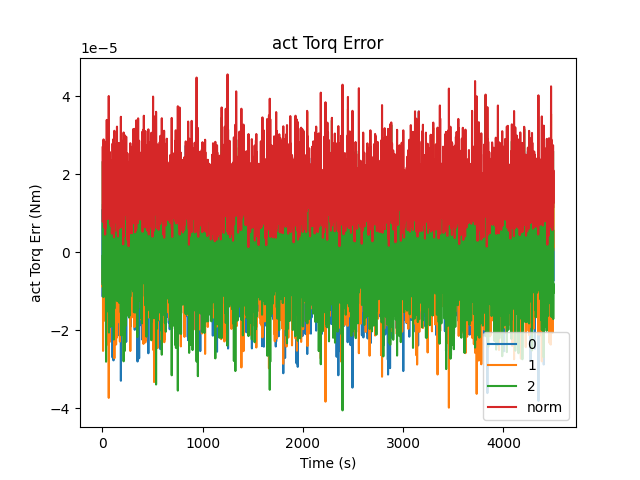 act Torq Error
1e−5
act Torq Err (Nm)
4
2
0
−2
−4
0
1000
2000
3000
4000
Time (s)
0
1
2
norm